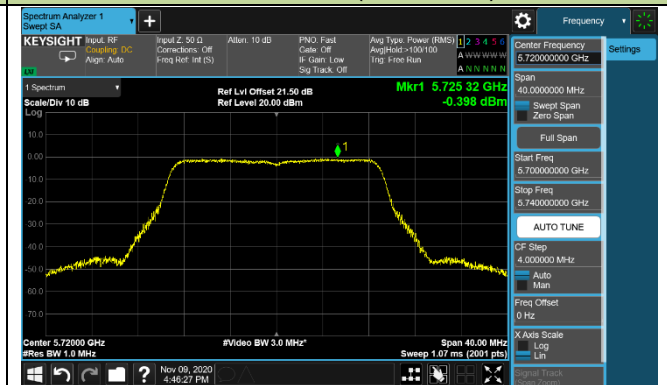 Spectrum Analyzer 1
Swept SA
+
Frequency
KEYSIGHT
Input: RF
Coupling: DC
Align: Auto
Input Z: 50 Ω
Corrections: Off
Freq Ref: Int (S)
Atten: 10 dB
PNO: Fast
Gate: Off
IF Gain: Low
Sig Track: Off
Avg Type: Power (RMS)
Avg|Hold:>100/100
Trig: Free Run
1 2 3 4 5 6
A W W W W W
A N N N N N
LV
1 Spectrum
Scale/Div 10 dB
Log
Ref Lvl Offset 21.50 dB
Ref Level 20.00 dBm
Mkr1 5.725 32 GHz
-0.398 dBm
1
10.0
0.00
-10.0
-20.0
-30.0
-40.0
-50.0
-60.0
-70.0
Center 5.72000 GHz
#Res BW 1.0 MHz
#Video BW 3.0 MHz*
Span 40.00 MHz
Sweep 1.07 ms (2001 pts)
Nov 09, 2020
4:46:27 PM
?
Center Frequency
5.720000000 GHz
Settings
Span
40.0000000 MHz
Swept Span
Zero Span
Full Span
Start Freq
5.700000000 GHz
Stop Freq
5.740000000 GHz
AUTO TUNE
CF Step
4.000000 MHz
Auto
Man
Freq Offset
0 Hz
X Axis Scale
Log
Lin
Signal Track
(Span Zoom)